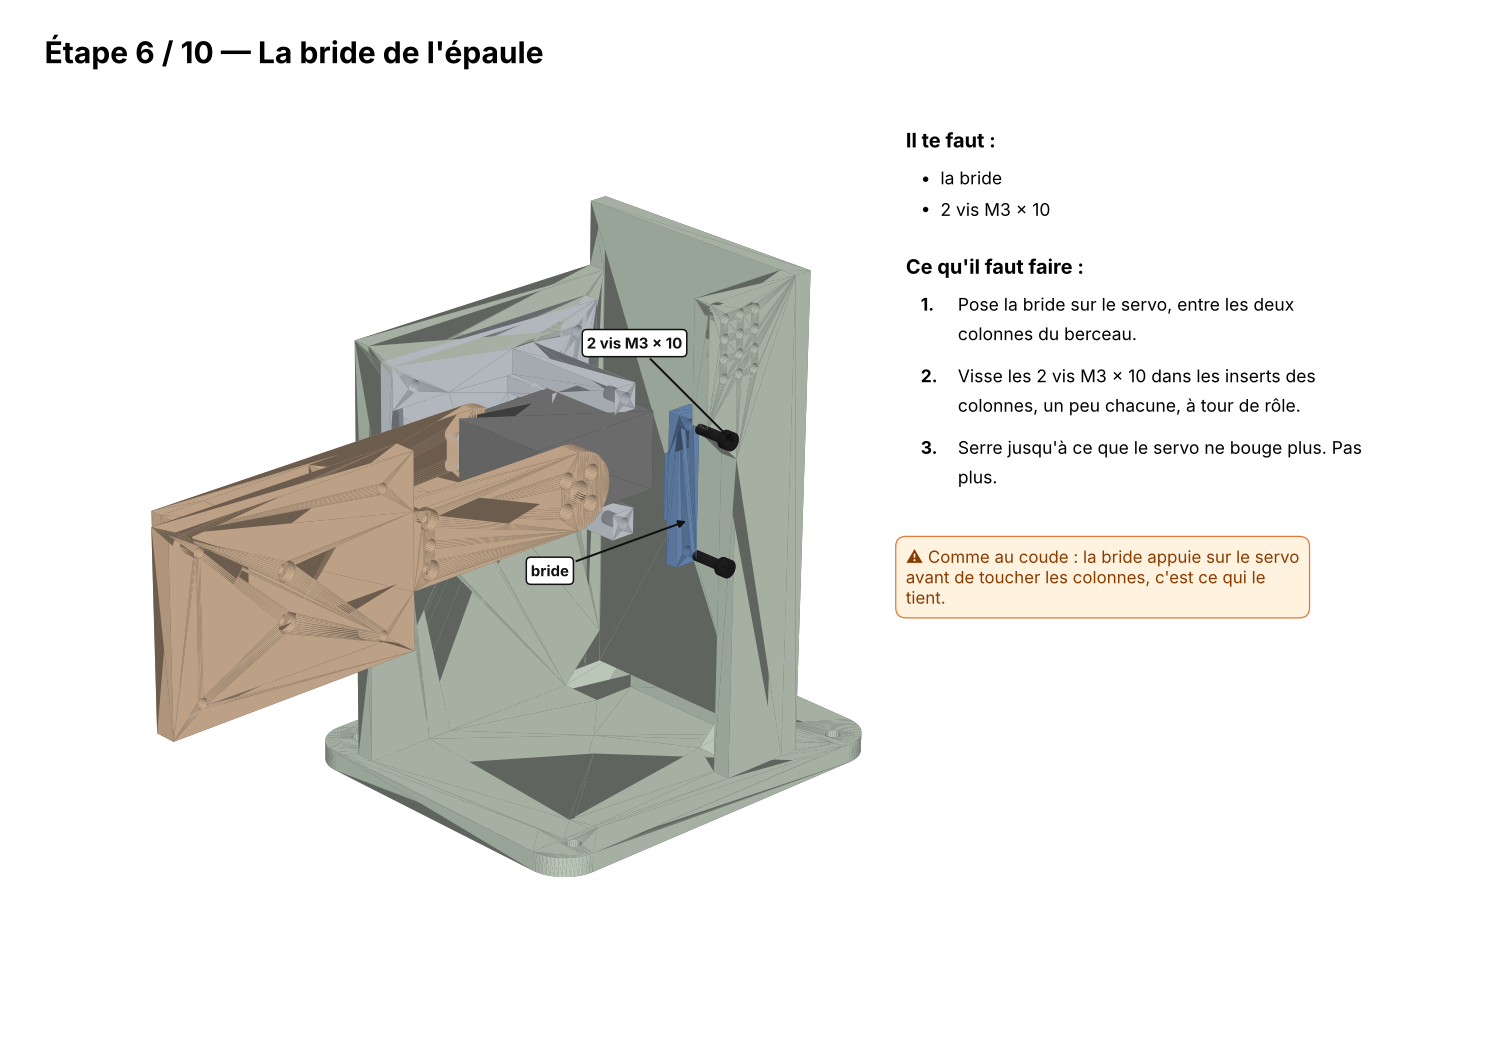 Étape 6 / 10 — La bride de l'épaule
Il te faut :
• la bride
• 2 vis M3 × 10
Ce qu'il faut faire :
1. Pose la bride sur le servo, entre les deux
colonnes du berceau.
2. Visse les 2 vis M3 × 10 dans les inserts des
colonnes, un peu chacune, à tour de rôle.
3. Serre jusqu'à ce que le servo ne bouge plus. Pas
plus.
⚠ Comme au coude : la bride appuie sur le servo
avant de toucher les colonnes, c'est ce qui le
tient.
2 vis M3 × 10
bride